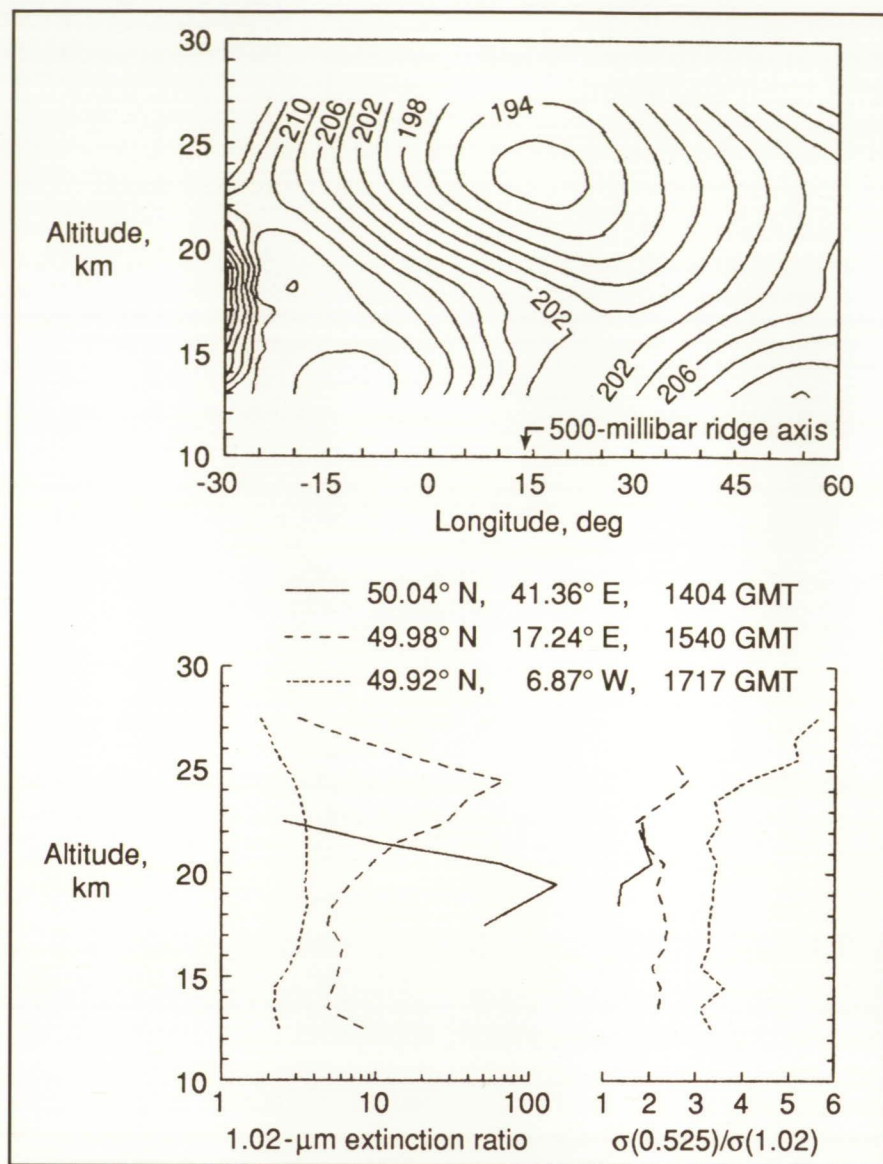 30
25
Altitude,
km
20
15
10
210
206
202
198
194
202
202
206
500-millibar ridge axis
-30 -15 0 15 30 45 60
Longitude, deg
50.04° N, 41.36° E, 1404 GMT
49.98° N 17.24° E, 1540 GMT
49.92° N, 6.87° W, 1717 GMT
30
25
Altitude,
km
20
15
10
1 10 100 1 2 3 4 5 6
1.02-μm extinction ratio σ(0.525)/σ(1.02)